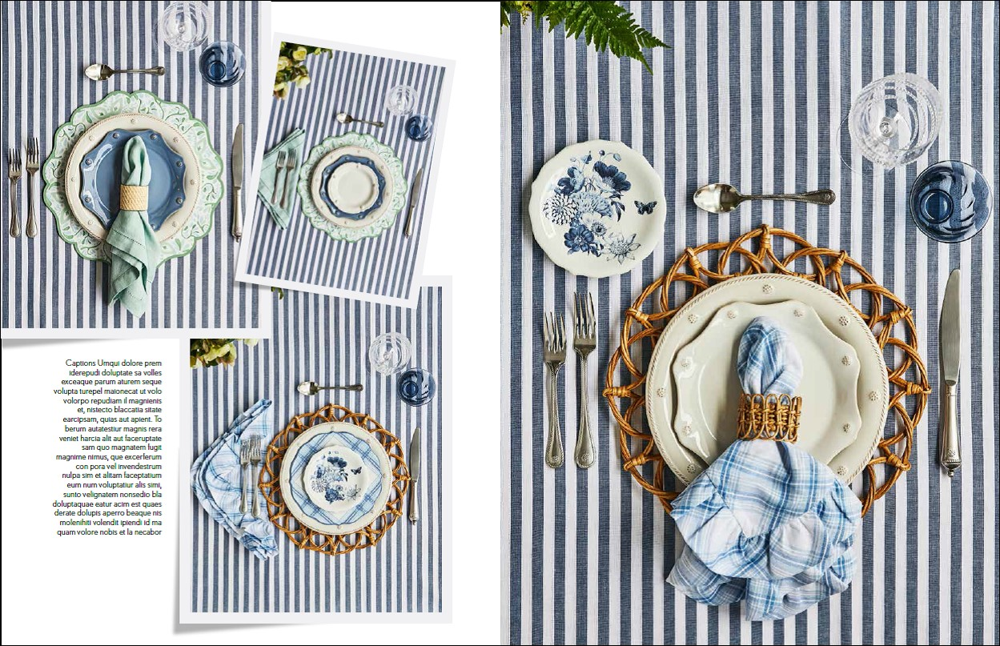 Captions Umqui dolore prem
iderepudi doluptate sa volles
exceaque parum aturem seque
volupta turepel maionecat ut volo
volorpo repudiam il magnienis
et, nistecto blaccatia sitate
earcipsam, quias aut apient. To
berum autatestiur magnis rera
veniet harcia alit aut faceruptate
sam quo magnatem fugit
magnime nimus, que excerferum
con pora vel invendestrum
nulpa sim et alitam faceptatium
eum num voluptatiur alis simi,
sunto velignatem nonsedio bla
doluptaquae eatur acim est quaes
derate dolupis aperro beaque nis
molenihiti volendit ipiendi id ma
quam volore nobis et la necabor